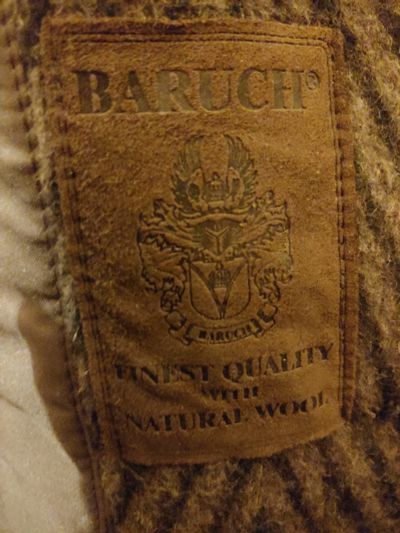 BARUCH®
BARUCH
FINEST QUALITY
WITH
NATURAL WOOL